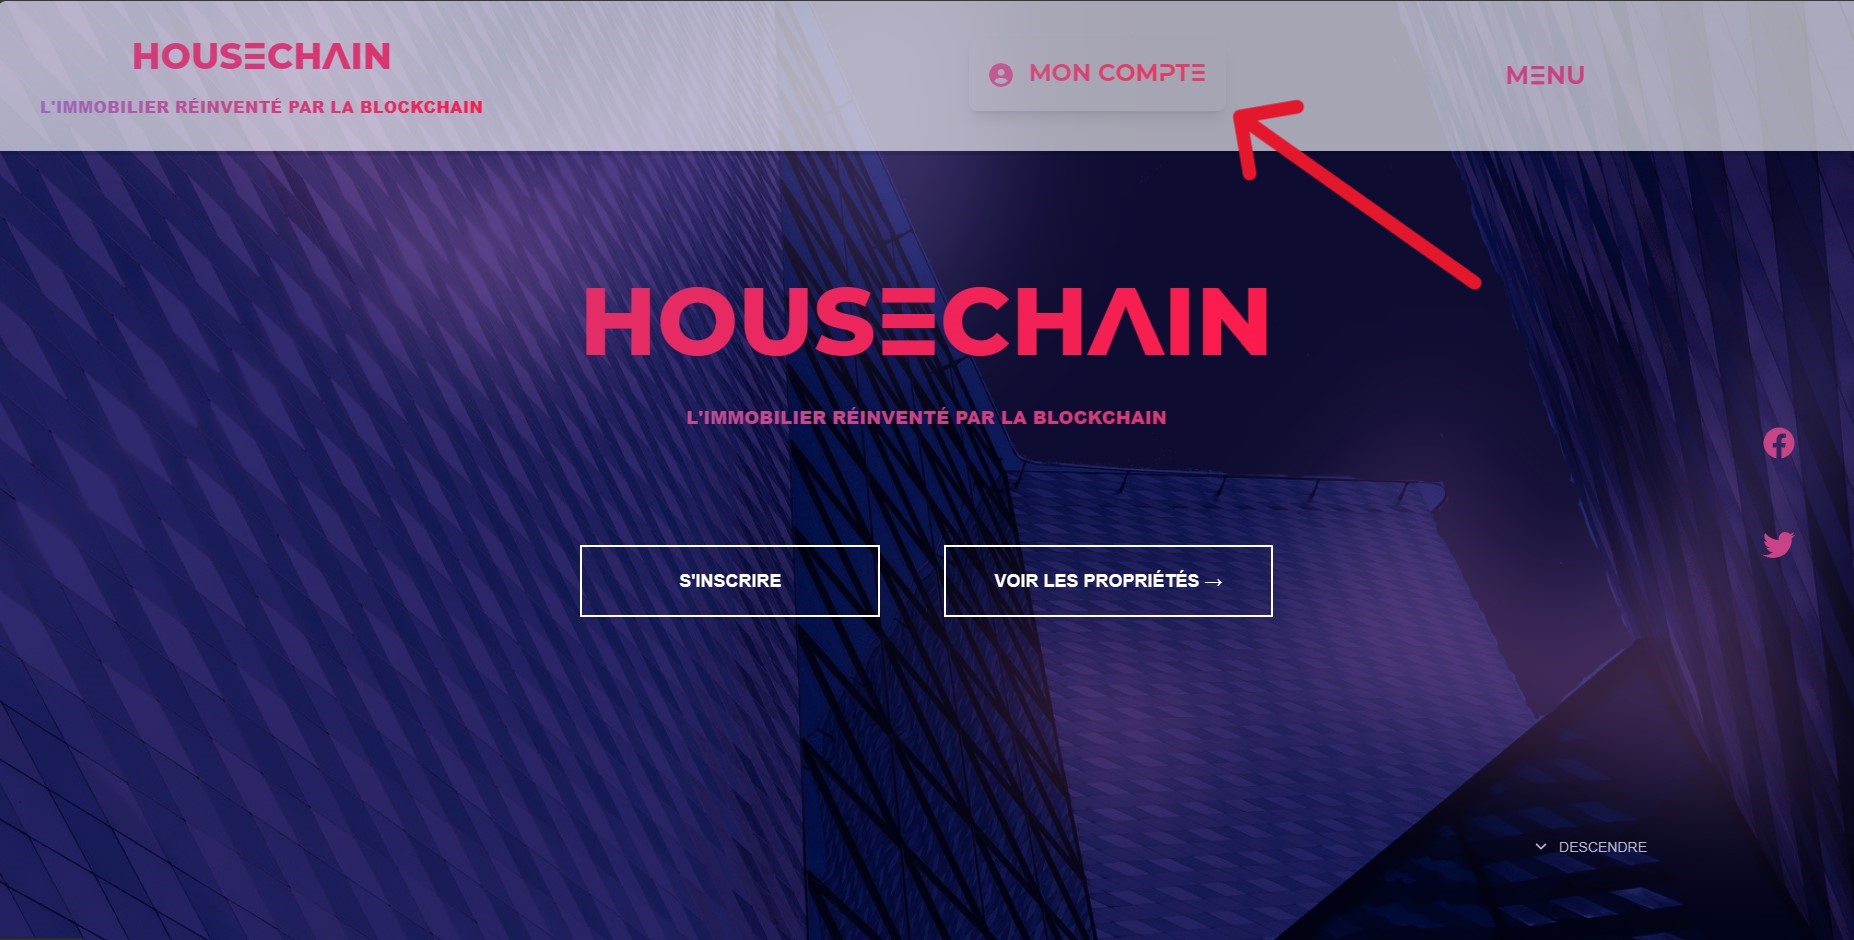 HOUSECHAIN
L'IMMOBILIER RÉINVENTÉ PAR LA BLOCKCHAIN
MON COMPTE
MENU
HOUSECHAIN
L'IMMOBILIER RÉINVENTÉ PAR LA BLOCKCHAIN
S'INSCRIRE
VOIR LES PROPRIÉTÉS →
DESCENDRE